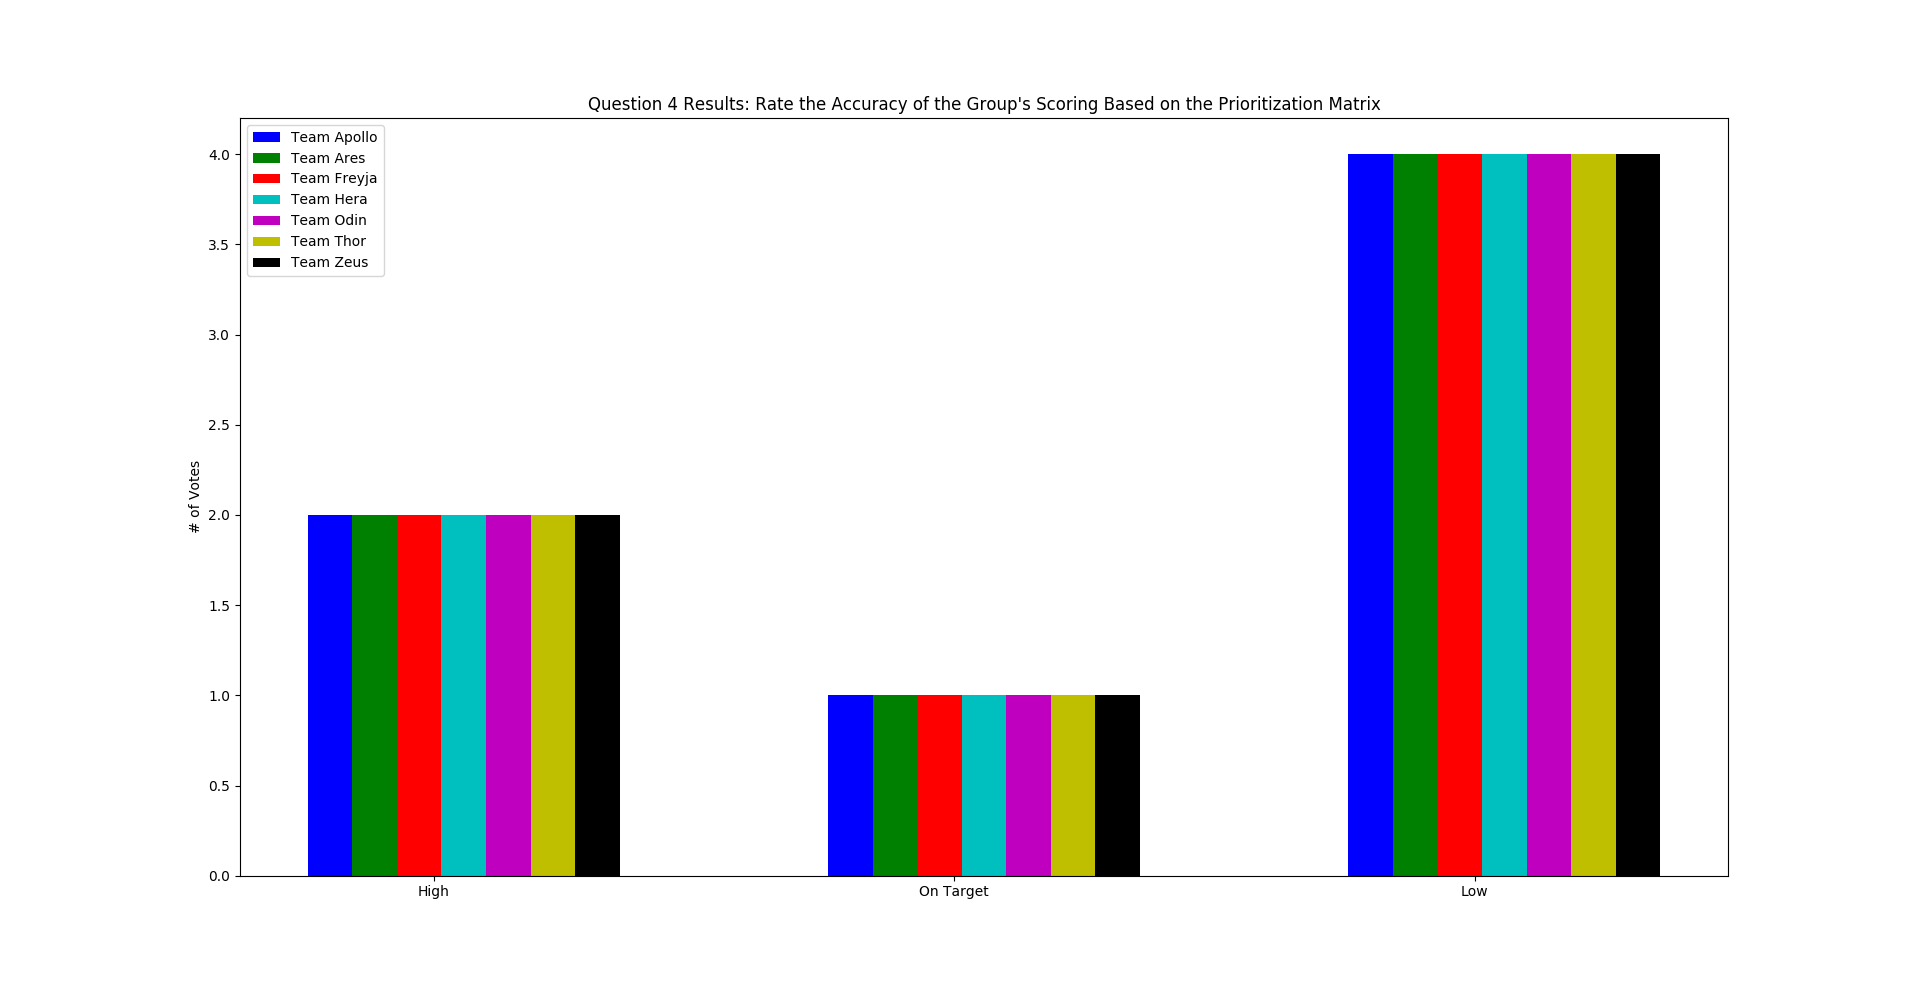 Question 4 Results: Rate the Accuracy of the Group's Scoring Based on the Prioritization Matrix
Team Apollo
Team Ares
Team Freyja
Team Hera
Team Odin
Team Thor
Team Zeus
# of Votes
4.0
3.5
3.0
2.5
2.0
1.5
1.0
0.5
0.0
High
On Target
Low